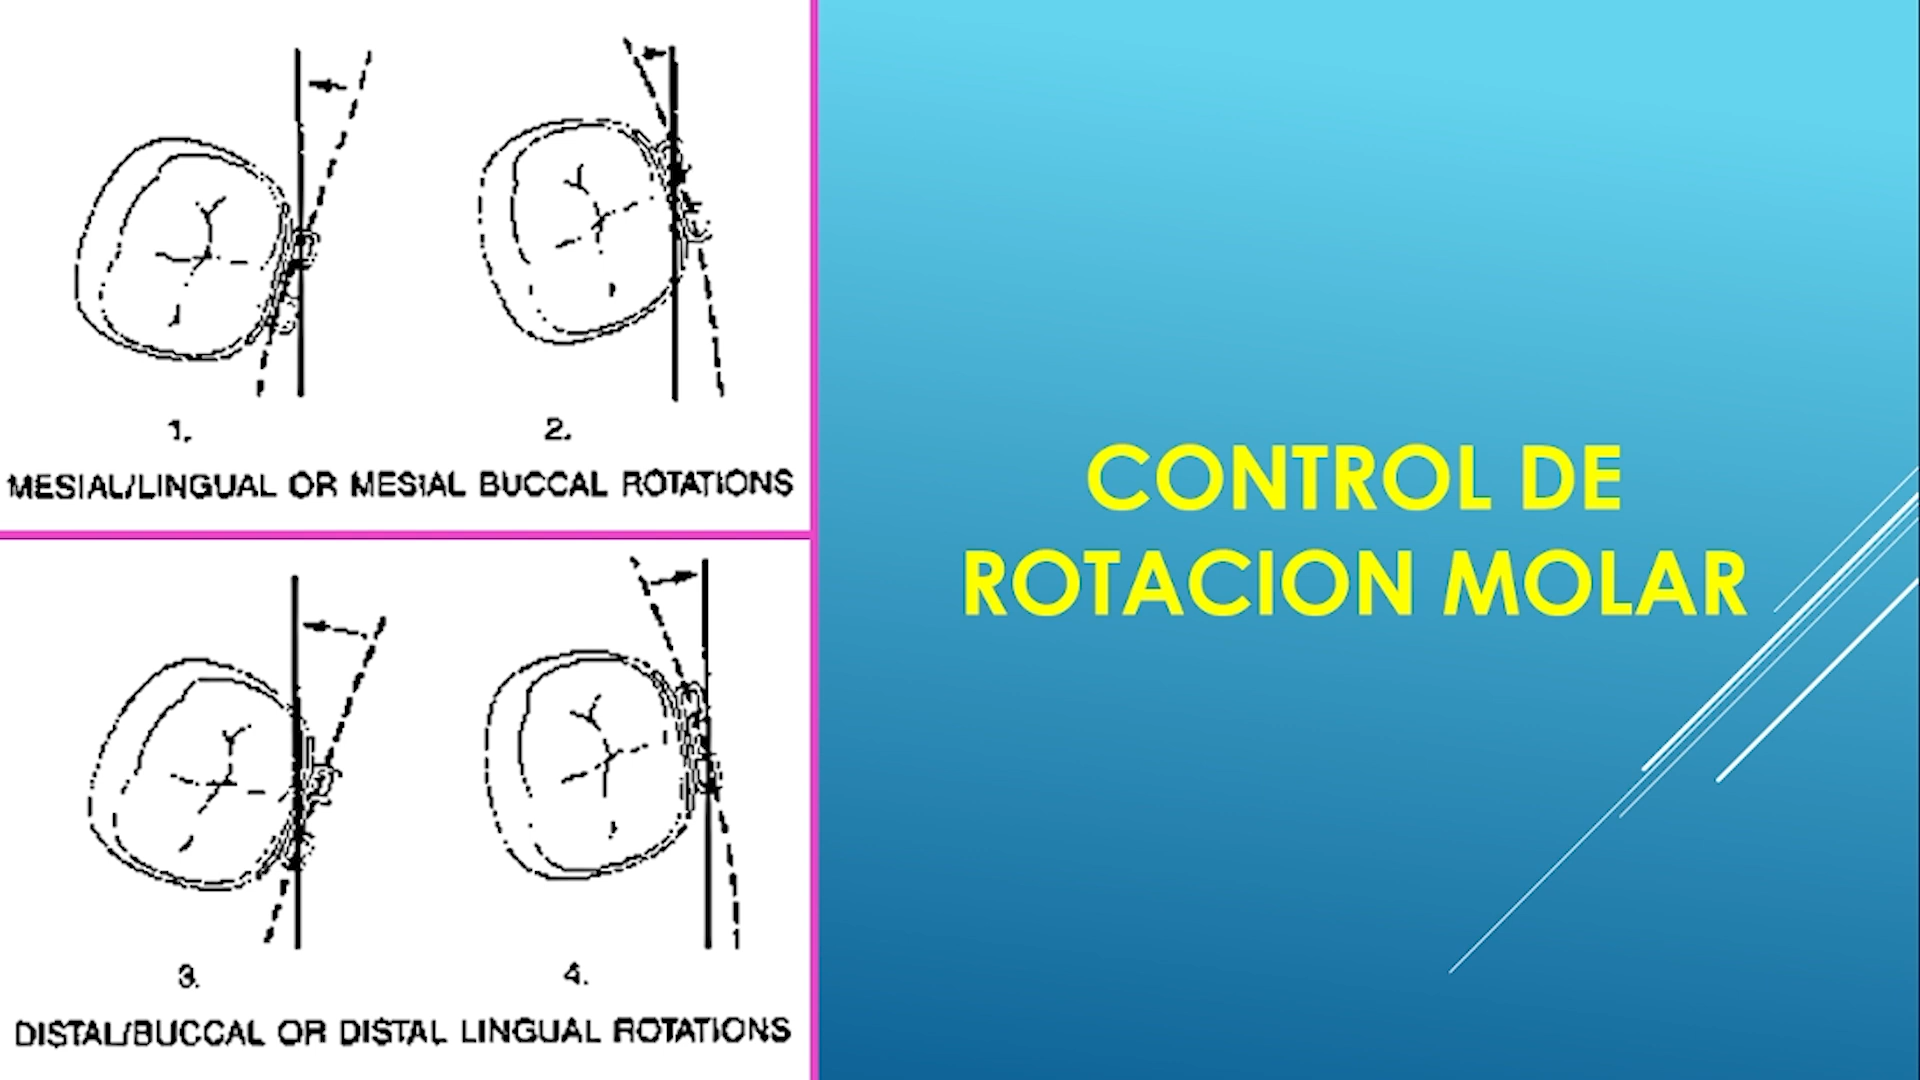 1.
2.
MESIAL/LINGUAL OR MESIAL BUCCAL ROTATIONS
3.
4.
DISTAL/BUCCAL OR DISTAL LINGUAL ROTATIONS
CONTROL DE
ROTACION MOLAR